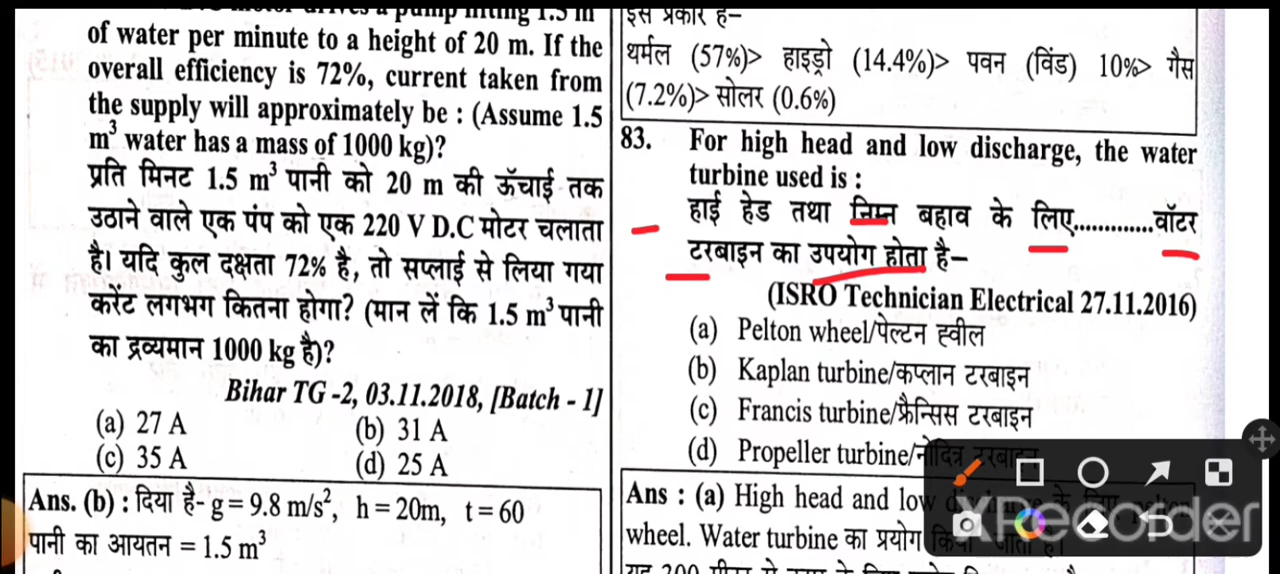 of water per minute to a height of 20 m. If the
overall efficiency is 72%, current taken from
the supply will approximately be : (Assume 1.5
m³ water has a mass of 1000 kg)?
प्रति मिनट 1.5 m³ पानी को 20 m की ऊँचाई तक
उठाने वाले एक पंप को एक 220 V D.C मोटर चलाता
है। यदि कुल दक्षता 72% है, तो सप्लाई से लिया गया
करेंट लगभग कितना होगा? (मान लें कि 1.5 m³ पानी
का द्रव्यमान 1000 kg है)?
Bihar TG -2, 03.11.2018, [Batch - 1]
(a) 27 A (b) 31 A
(c) 35 A (d) 25 A
Ans. (b) : दिया है- g = 9.8 m/s², h = 20m, t = 60
पानी का आयतन = 1.5 m³
इस प्रकार है–
थर्मल (57%)> हाइड्रो (14.4%)> पवन (विंड) 10%> गैस
(7.2%)> सोलर (0.6%)
83. For high head and low discharge, the water
turbine used is :
हाई हेड तथा निम्न बहाव के लिए.............वॉटर
टरबाइन का उपयोग होता है–
(ISRO Technician Electrical 27.11.2016)
(a) Pelton wheel/पेल्टन ह्वील
(b) Kaplan turbine/कप्लान टरबाइन
(c) Francis turbine/फ्रैन्सिस टरबाइन
(d) Propeller turbine/नोदित्र टरबाइन
Ans : (a) High head and low
wheel. Water turbine का प्रयोग
Recorder